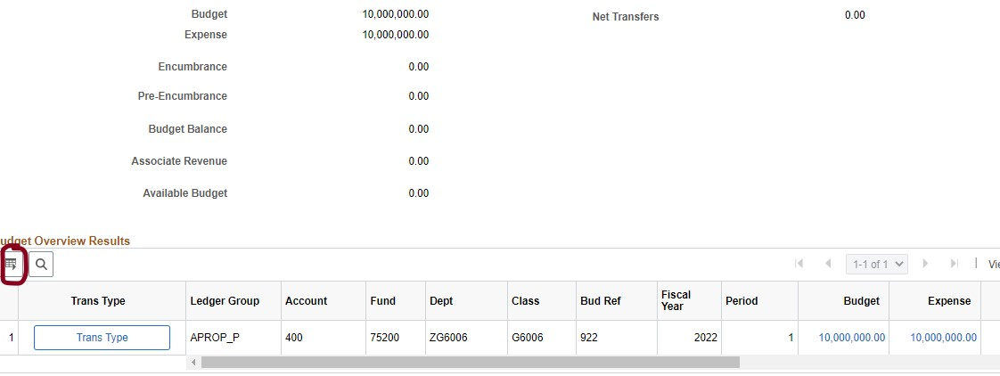 Budget 10,000,000.00 Net Transfers 0.00
Expense 10,000,000.00
Encumbrance 0.00
Pre-Encumbrance 0.00
Budget Balance 0.00
Associate Revenue 0.00
Available Budget 0.00
udget Overview Results
1-1 of 1 Vie
Trans Type Ledger Group Account Fund Dept Class Bud Ref Fiscal Year Period Budget Expense
1 Trans Type APROP_P 400 75200 ZG6006 G6006 922 2022 1 10,000,000.00 10,000,000.00